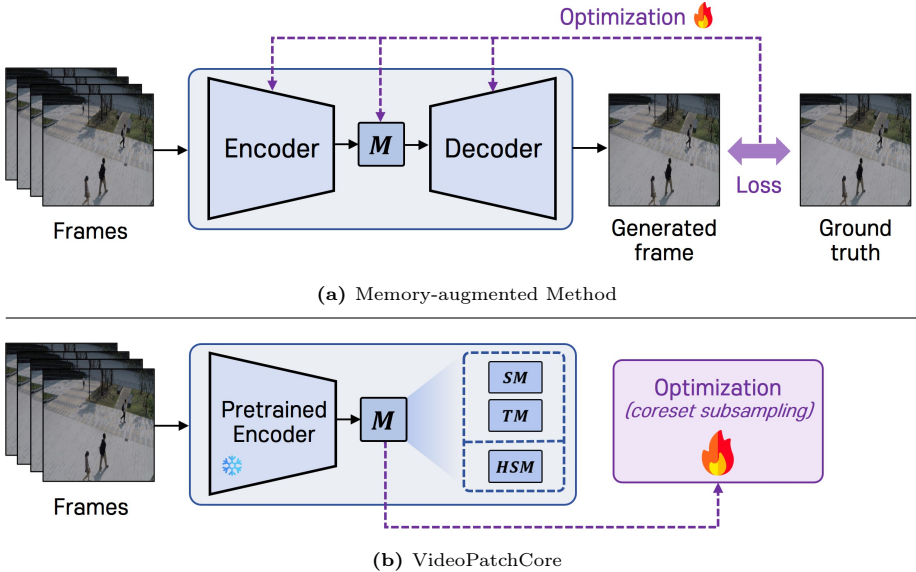 Optimization
Encoder
M
Decoder
Loss
Frames
Generated
frame
Ground
truth
(a) Memory-augmented Method
Pretrained
Encoder
M
SM
TM
HSM
Optimization
(coreset subsampling)
Frames
(b) VideoPatchCore